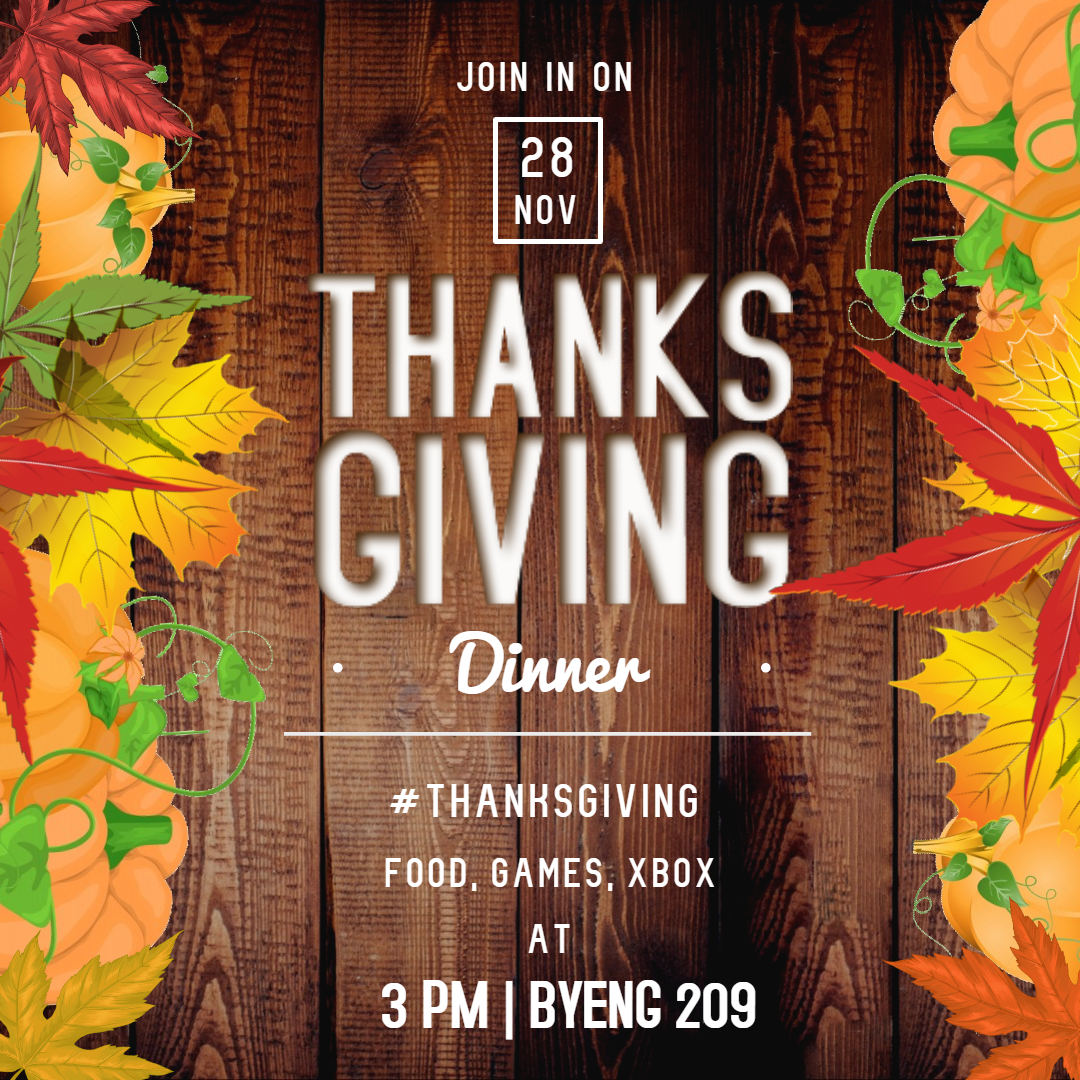 JOIN IN ON
28
NOV
THANKS
GIVING
• Dinner •
#THANKSGIVING
FOOD, GAMES, XBOX
AT
3 PM | BYENG 209